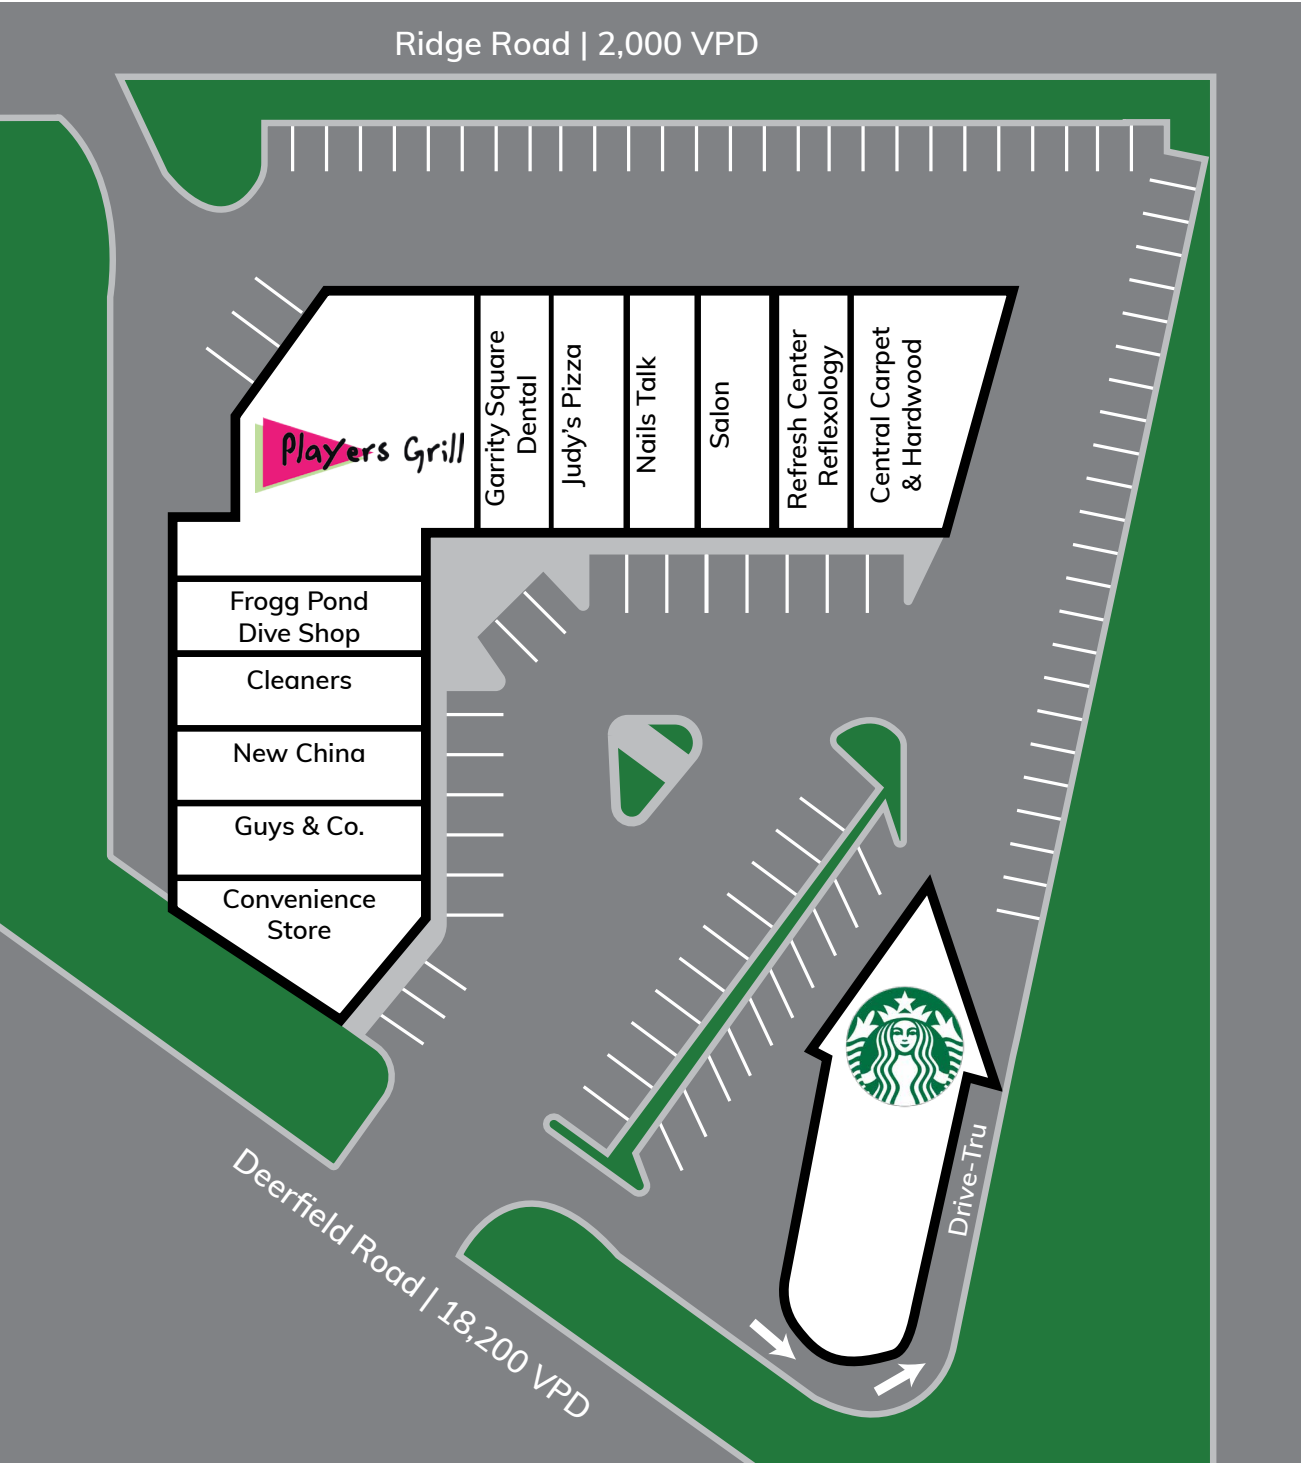 Ridge Road | 2,000 VPD
Players Grill
Garrity Square
Dental
Judy’s Pizza
Nails Talk
Salon
Refresh Center
Reflexology
Central Carpet
& Hardwood
Frogg Pond
Dive Shop
Cleaners
New China
Guys & Co.
Convenience
Store
Drive-Tru
Deerfield Road | 18,200 VPD